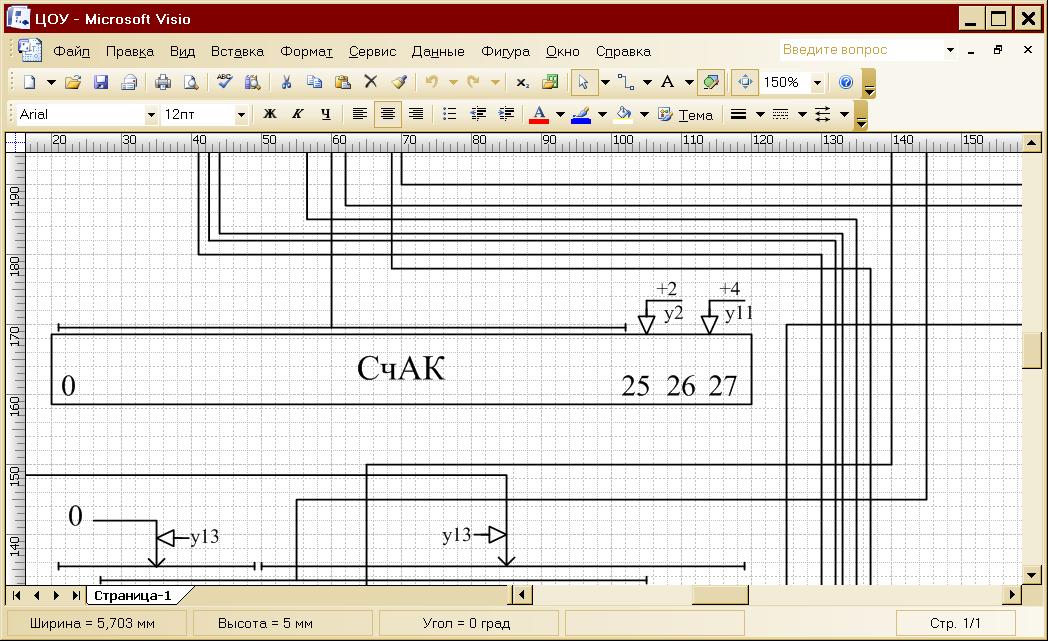 ЦОУ - Microsoft Visio
Файл Правка Вид Вставка Формат Сервис Данные Фигура Окно Справка Введите вопрос
150%
Arial 12пт Ж К Ч Тема
20 30 40 50 60 70 80 90 100 110 120 130 140 150
190
180
170
160
150
140
+2 +4
y2 y11
СчАК
0 25 26 27
0
y13 y13
Страница-1
Ширина = 5,703 мм Высота = 5 мм Угол = 0 град Стр. 1/1